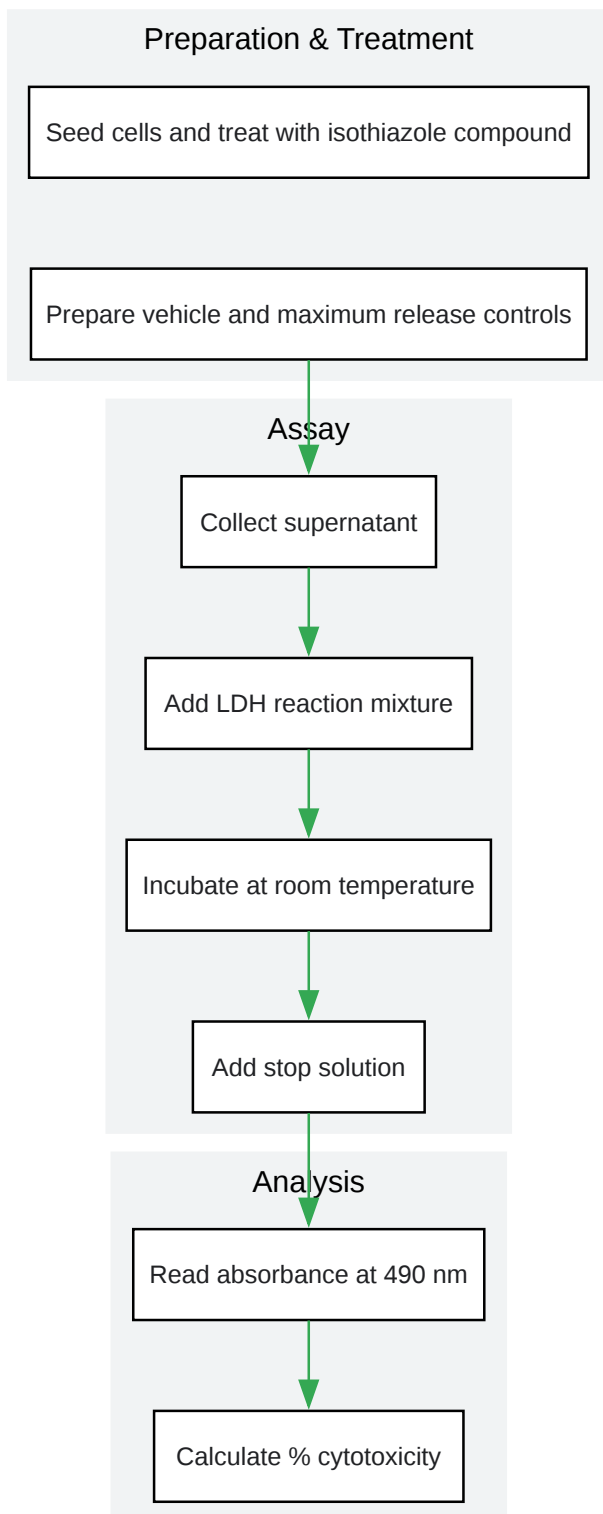 Preparation & Treatment
Seed cells and treat with isothiazole compound
Prepare vehicle and maximum release controls
Assay
Collect supernatant
Add LDH reaction mixture
Incubate at room temperature
Add stop solution
Analysis
Read absorbance at 490 nm
Calculate % cytotoxicity